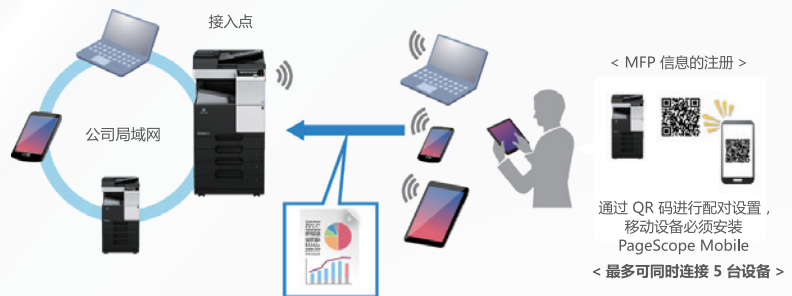 接入点
公司局域网
< MFP 信息的注册 >
通过 QR 码进行配对设置，
移动设备必须安装
PageScope Mobile
< 最多可同时连接 5 台设备 >